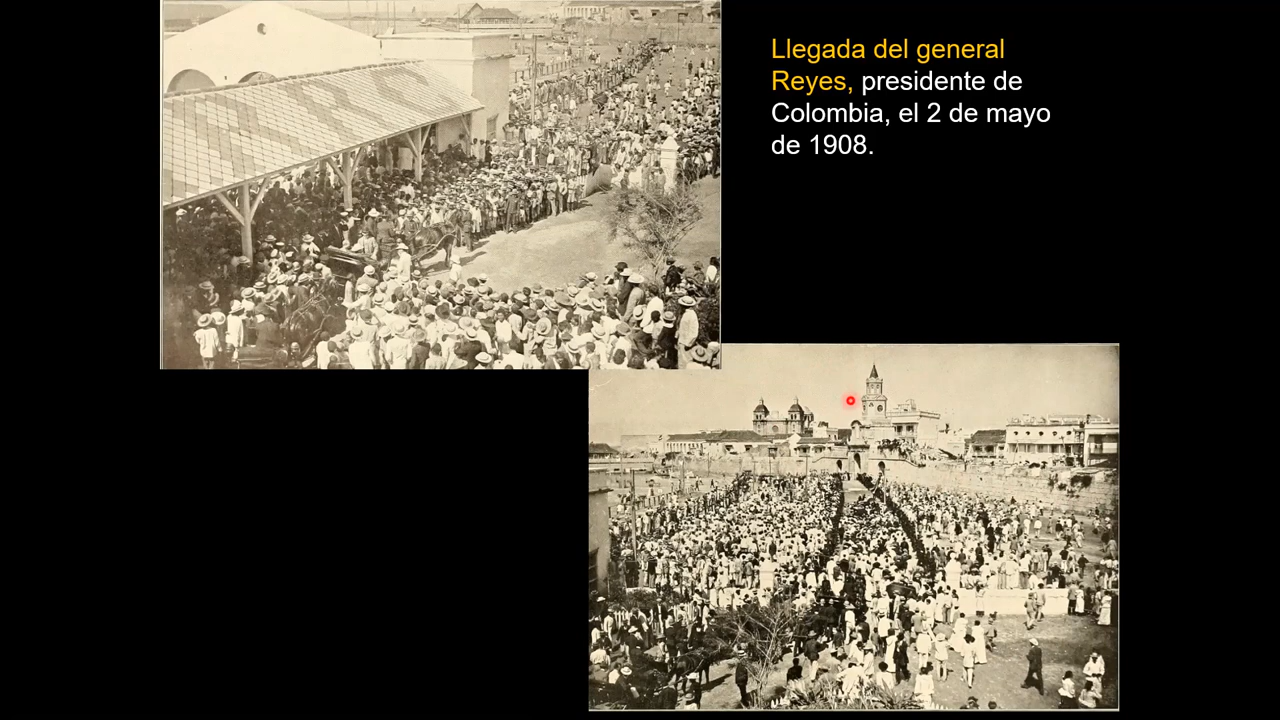 Llegada del general
Reyes, presidente de
Colombia, el 2 de mayo
de 1908.